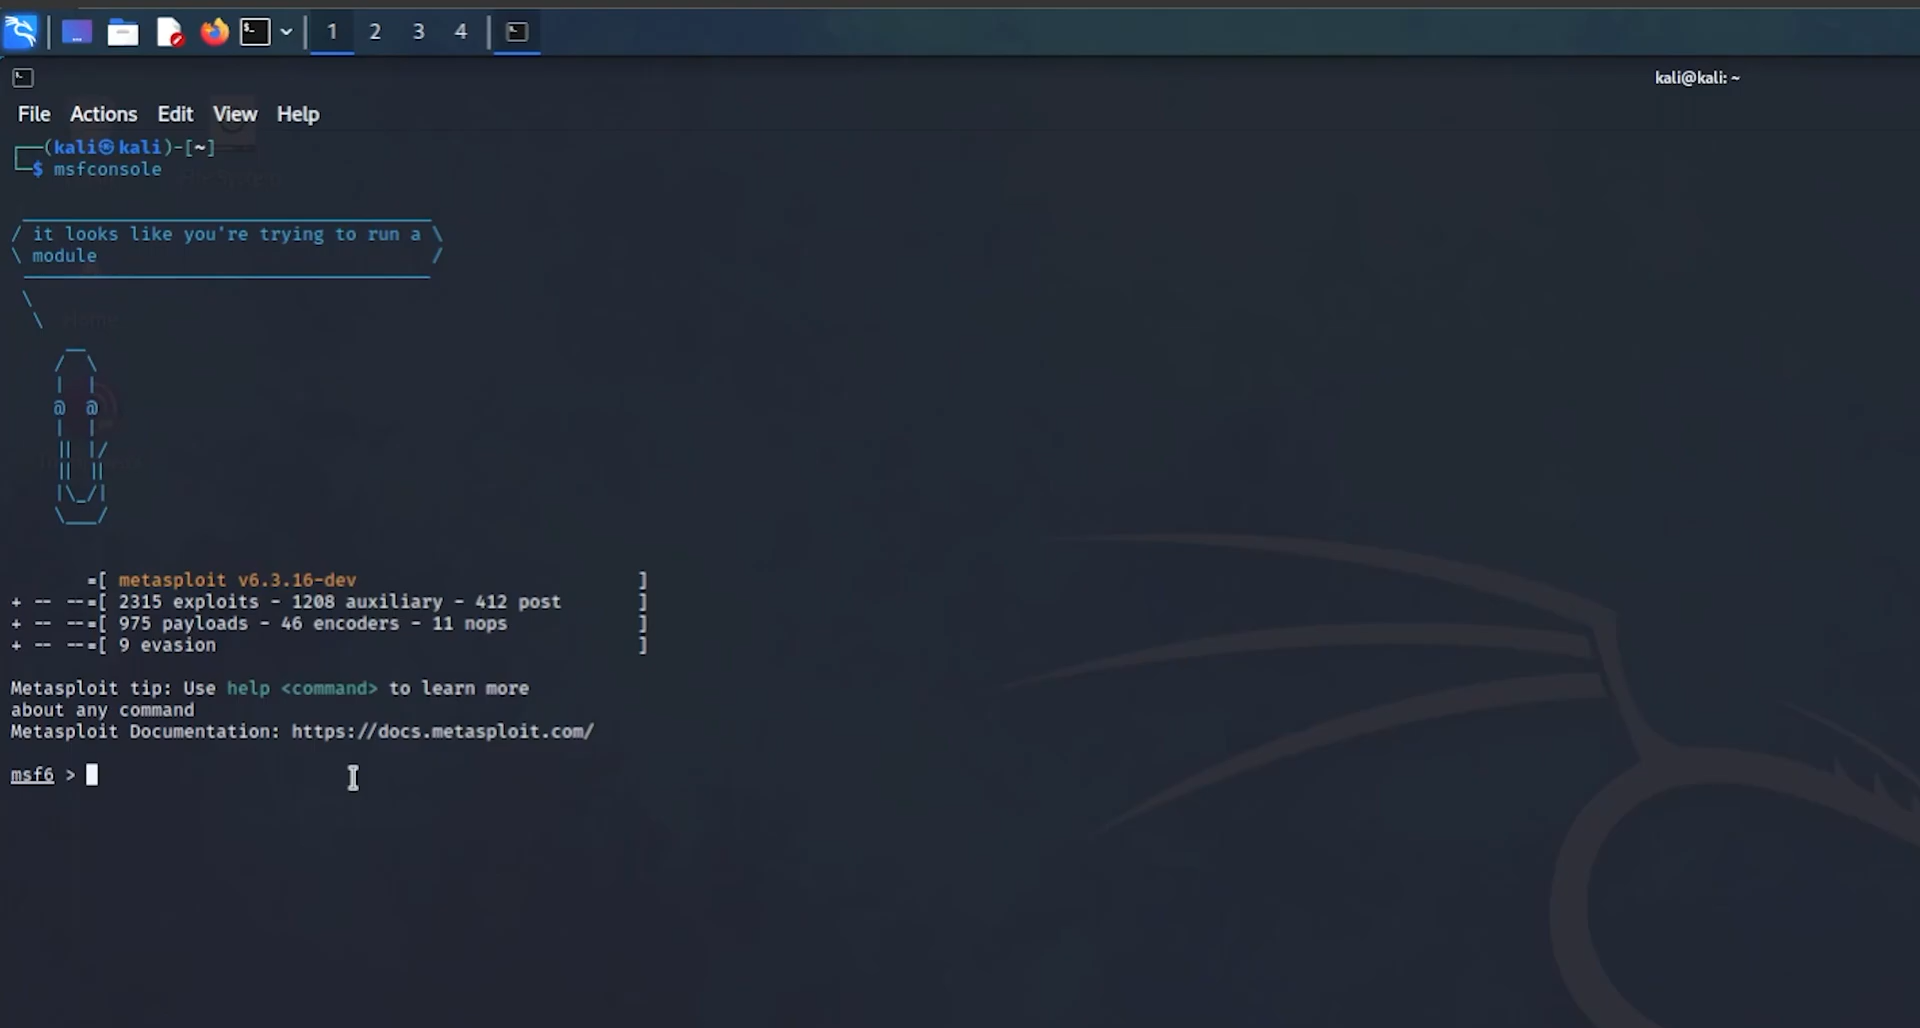 1 2 3 4
kali@kali: ~
File Actions Edit View Help
┌──(kali㉿kali)-[~]
└─$ msfconsole
/ it looks like you're trying to run a \
\ module /
\
\
Home
__
/ \
| |
@ @
| |
|| |/
|| ||
|\_/|
\___/
=[ metasploit v6.3.16-dev ]
+ -- --=[ 2315 exploits - 1208 auxiliary - 412 post ]
+ -- --=[ 975 payloads - 46 encoders - 11 nops ]
+ -- --=[ 9 evasion ]
Metasploit tip: Use help <command> to learn more
about any command
Metasploit Documentation: https://docs.metasploit.com/
msf6 >